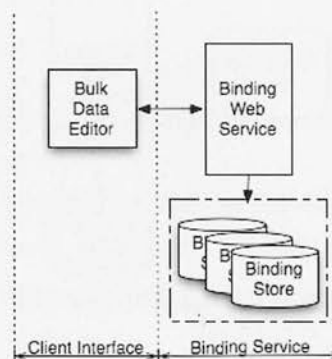 Bulk
Data
Editor
Binding
Web
Service
Binding
Store
Client Interface
Binding Service